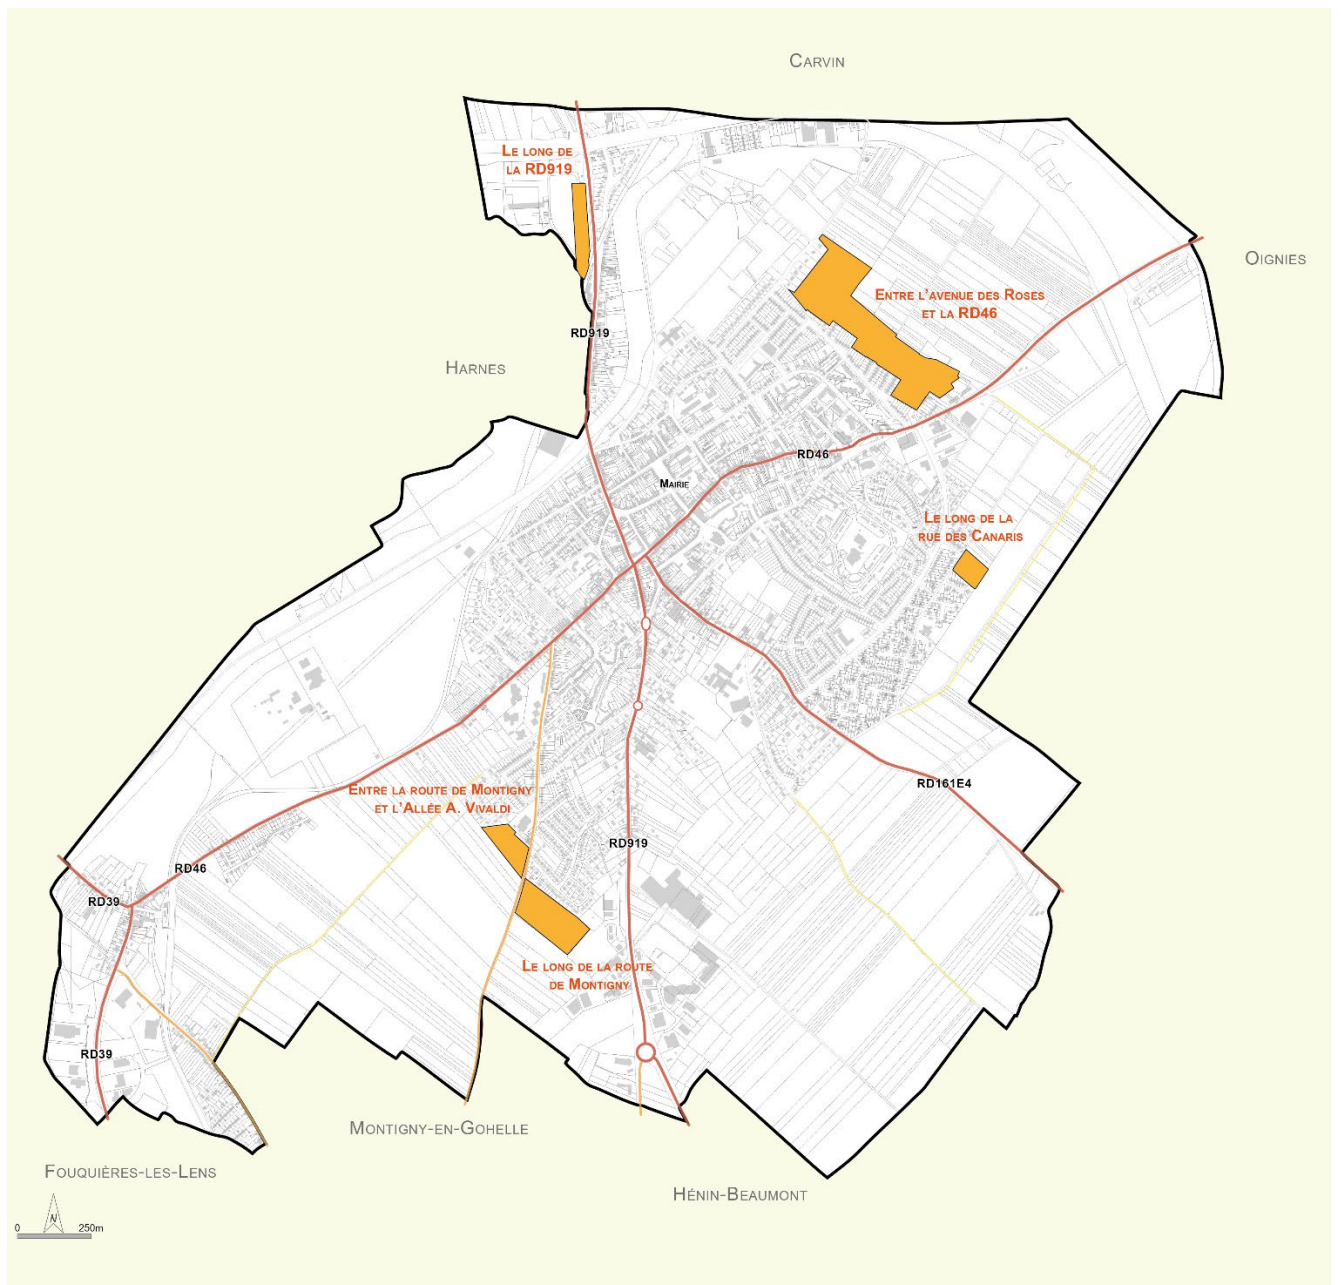 CARVIN
LE LONG DE
LA RD919
OIGNIES
ENTRE L'AVENUE DES ROSES
ET LA RD46
RD919
HARNES
RD46
MAIRIE
LE LONG DE LA
RUE DES CANARIS
RD161E4
ENTRE LA ROUTE DE MONTIGNY
ET L'ALLÉE A. VIVALDI
RD919
RD46
RD39
LE LONG DE LA ROUTE
DE MONTIGNY
RD39
MONTIGNY-EN-GOHELLE
FOUQUIÈRES-LES-LENS
HÉNIN-BEAUMONT
N
0 250m